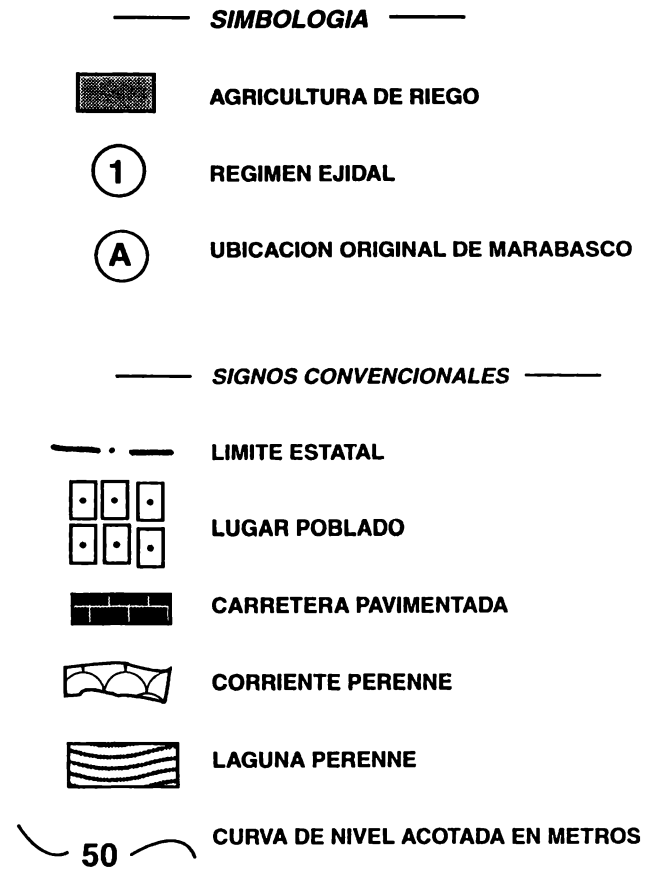 SIMBOLOGIA
AGRICULTURA DE RIEGO
1 REGIMEN EJIDAL
A UBICACION ORIGINAL DE MARABASCO
SIGNOS CONVENCIONALES
LIMITE ESTATAL
LUGAR POBLADO
CARRETERA PAVIMENTADA
CORRIENTE PERENNE
LAGUNA PERENNE
50 CURVA DE NIVEL ACOTADA EN METROS